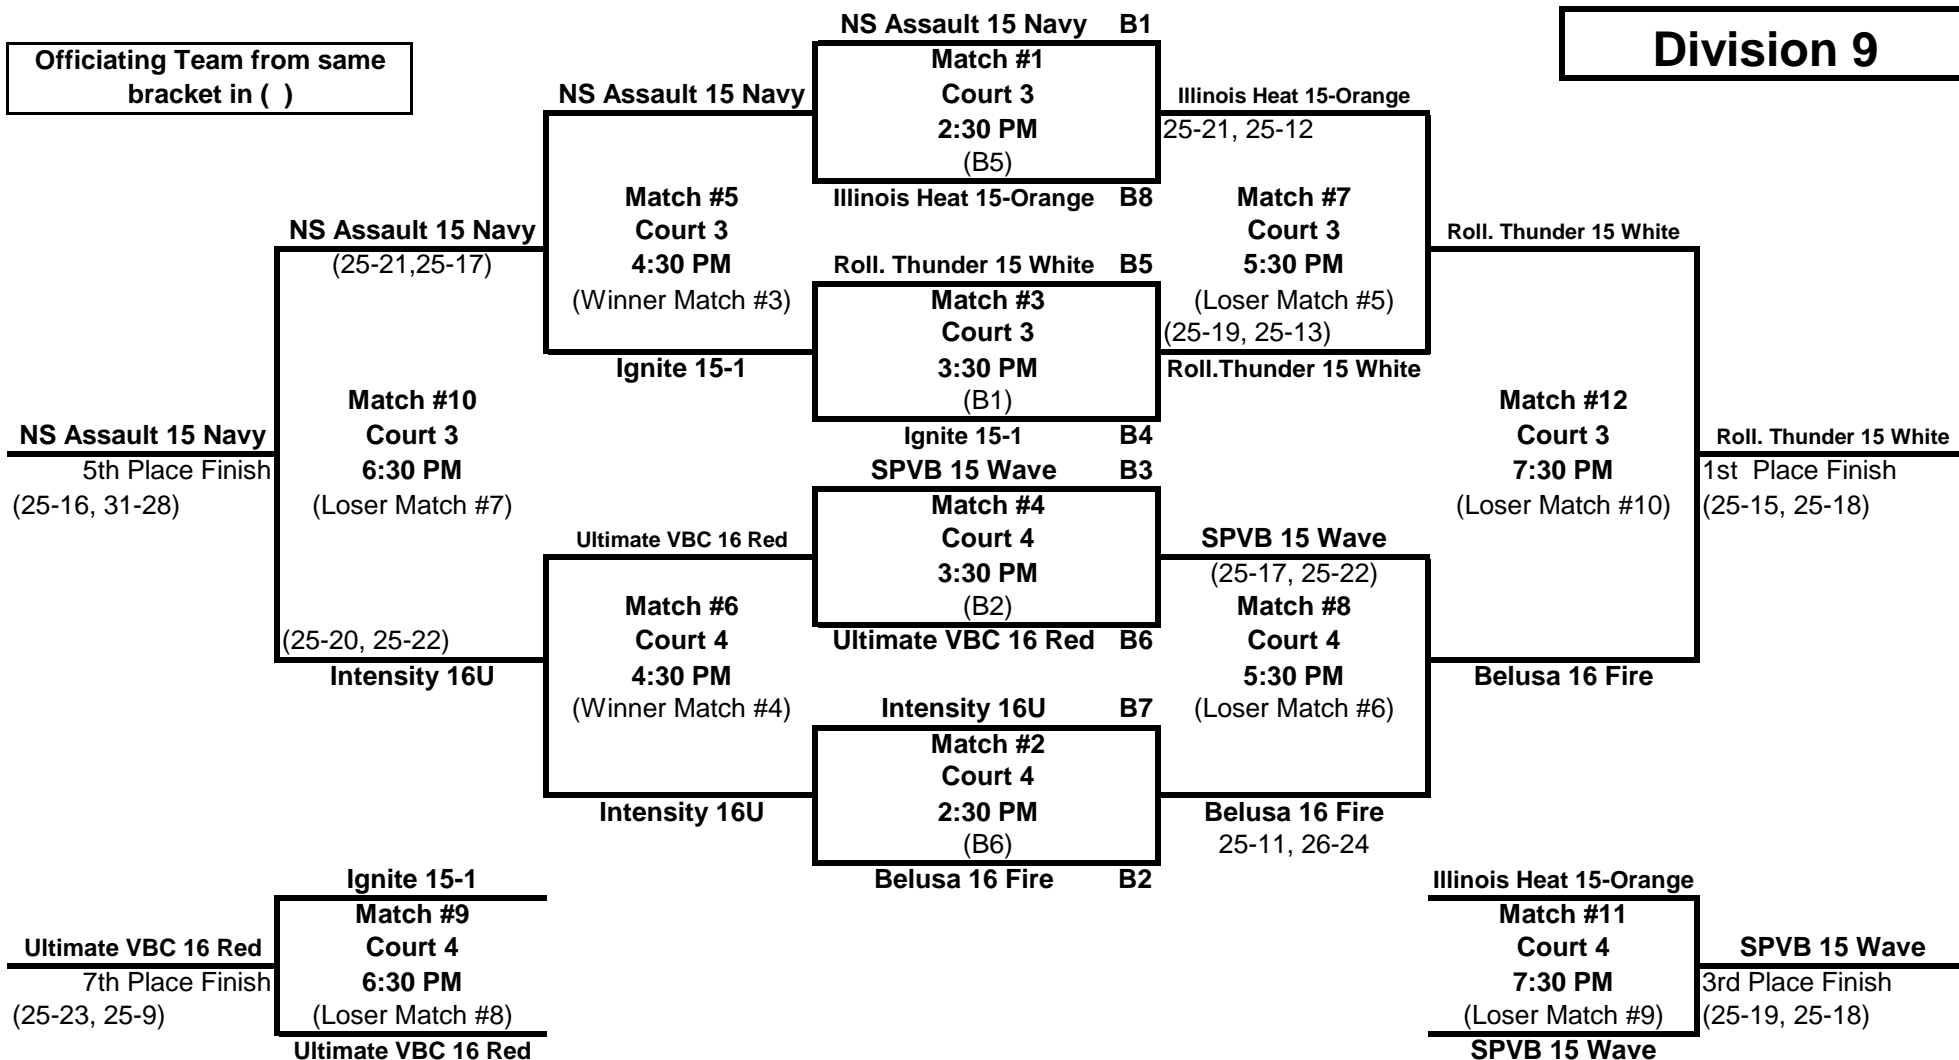 NS Assault 15 Navy B1
Division 9
Officiating Team from same
bracket in ( )
Match #1
Court 3
2:30 PM
(B5)
NS Assault 15 Navy
Illinois Heat 15-Orange
25-21, 25-12
Illinois Heat 15-Orange B8
Match #5
Court 3
4:30 PM
(Winner Match #3)
Match #7
Court 3
5:30 PM
(Loser Match #5)
NS Assault 15 Navy
(25-21,25-17)
Roll. Thunder 15 White
Roll. Thunder 15 White B5
Match #3
Court 3
3:30 PM
(B1)
(25-19, 25-13)
Ignite 15-1
Roll.Thunder 15 White
Ignite 15-1 B4
Match #10
Court 3
6:30 PM
(Loser Match #7)
Match #12
Court 3
7:30 PM
(Loser Match #10)
NS Assault 15 Navy
5th Place Finish
(25-16, 31-28)
Roll. Thunder 15 White
1st Place Finish
(25-15, 25-18)
SPVB 15 Wave B3
Match #4
Court 4
3:30 PM
(B2)
Ultimate VBC 16 Red
SPVB 15 Wave
(25-17, 25-22)
Ultimate VBC 16 Red B6
Match #6
Court 4
4:30 PM
(Winner Match #4)
Match #8
Court 4
5:30 PM
(Loser Match #6)
(25-20, 25-22)
Intensity 16U
Belusa 16 Fire
Intensity 16U B7
Match #2
Court 4
2:30 PM
(B6)
Intensity 16U
Belusa 16 Fire
25-11, 26-24
Belusa 16 Fire B2
Ignite 15-1
Match #9
Court 4
6:30 PM
(Loser Match #8)
Ultimate VBC 16 Red
Ultimate VBC 16 Red
7th Place Finish
(25-23, 25-9)
Illinois Heat 15-Orange
Match #11
Court 4
7:30 PM
(Loser Match #9)
SPVB 15 Wave
SPVB 15 Wave
3rd Place Finish
(25-19, 25-18)